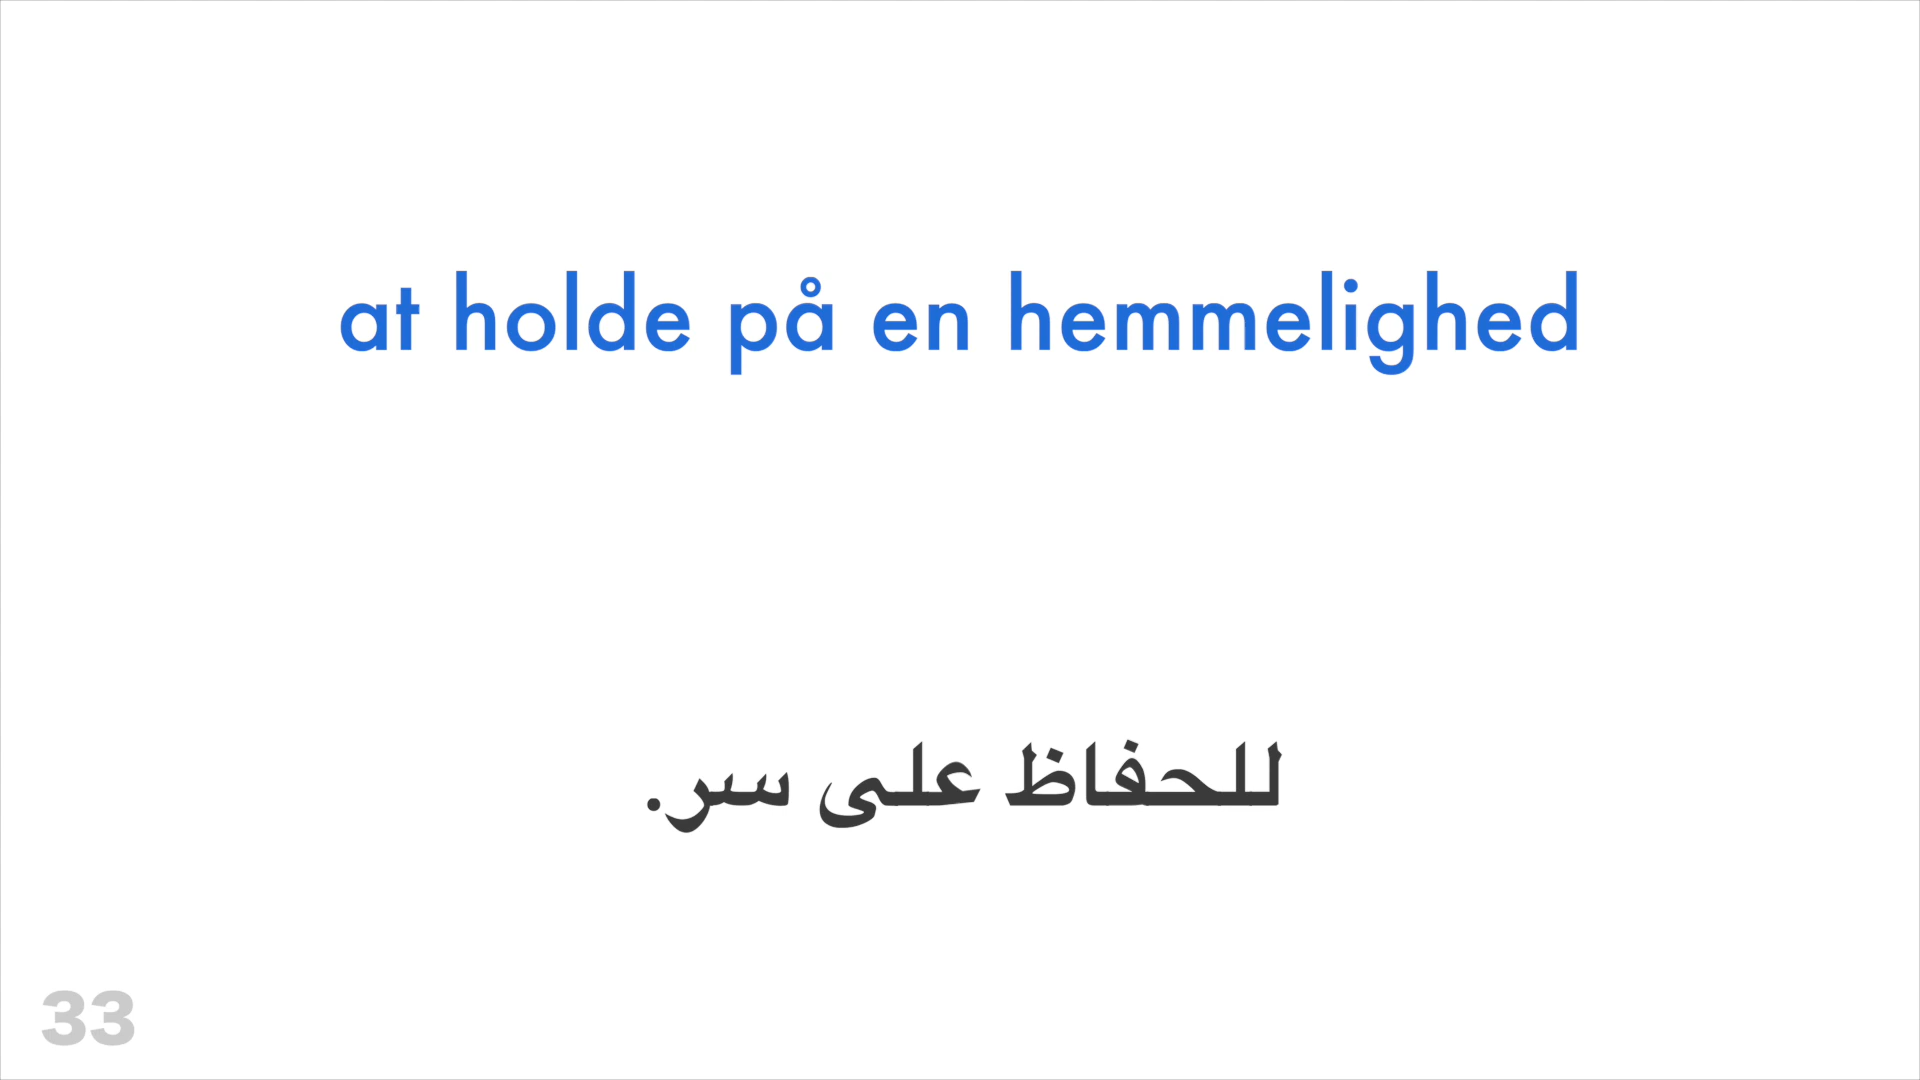 at holde på en hemmelighed
للحفاظ على سر.
33